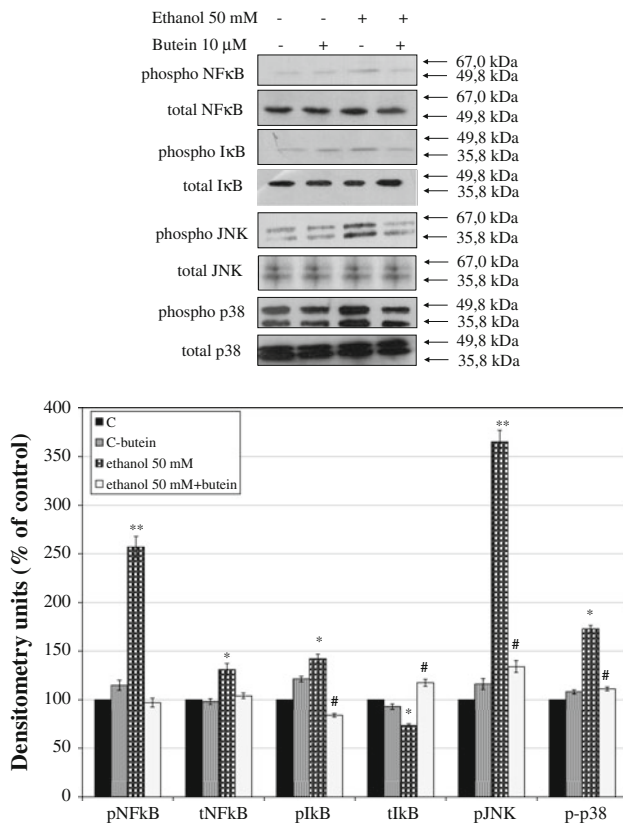 Ethanol 50 mM - - + +
Butein 10 µM - + - +
phospho NFκB 67,0 kDa
49,8 kDa
total NFκB 67,0 kDa
49,8 kDa
phospho IκB 49,8 kDa
35,8 kDa
total IκB 49,8 kDa
35,8 kDa
phospho JNK 67,0 kDa
35,8 kDa
total JNK 67,0 kDa
35,8 kDa
phospho p38 49,8 kDa
35,8 kDa
total p38 49,8 kDa
35,8 kDa
Densitometry units (% of control)
400
350
300
250
200
150
100
50
0
C
C-butein
ethanol 50 mM
ethanol 50 mM+butein
**
*
*
#
*
#
**
#
*
#
pNFkB tNFkB pIkB tIkB pJNK p-p38